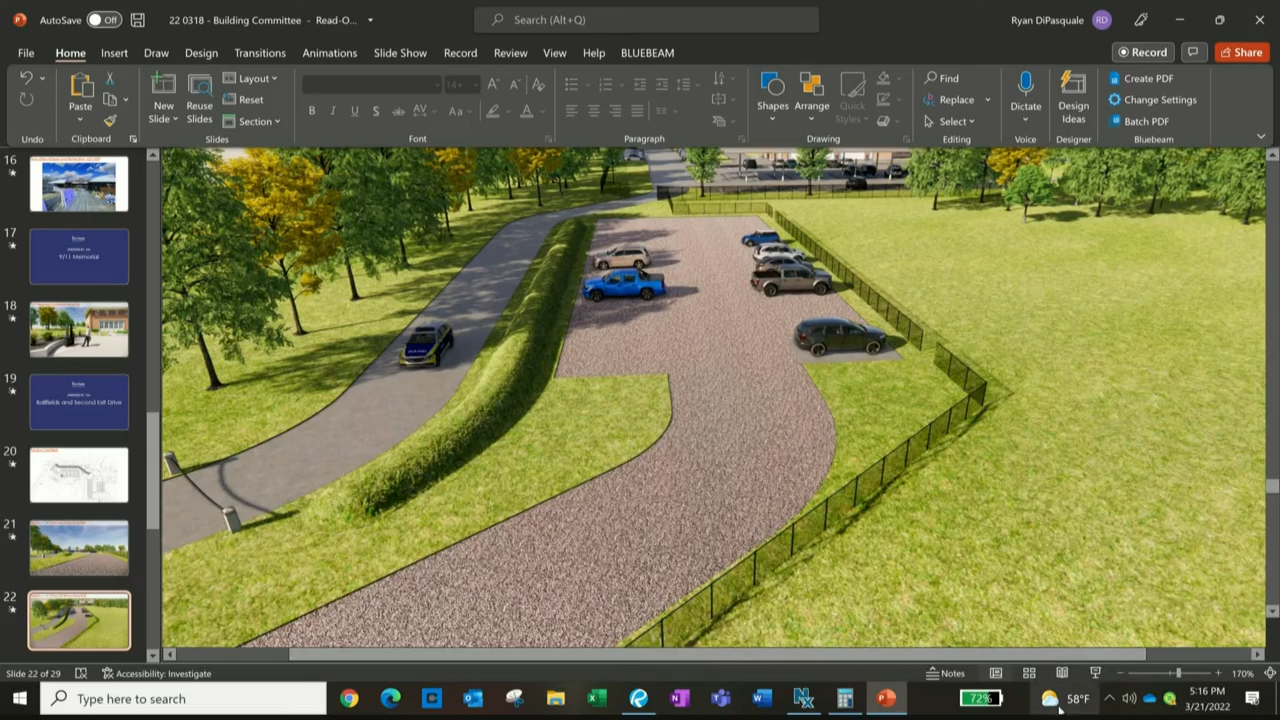 AutoSave Off 22 0318 - Building Committee - Read-O... Search (Alt+Q) Ryan DiPasquale RD
File Home Insert Draw Design Transitions Animations Slide Show Record Review View Help BLUEBEAM Record Share
Paste
New Slide
Reuse Slides
Layout
Reset
Section
14+
Shapes
Arrange
Quick Styles
Find
Replace
Select
Dictate
Design Ideas
Create PDF
Change Settings
Batch PDF
Undo Clipboard Slides Font Paragraph Drawing Editing Voice Designer Bluebeam
16
17
9/11 Memorial
18
19
Ballfields and Second Exit Drive
20
21
22
Slide 22 of 29 Accessibility: Investigate Notes 170%
Type here to search 72% 58°F 5:16 PM
3/21/2022